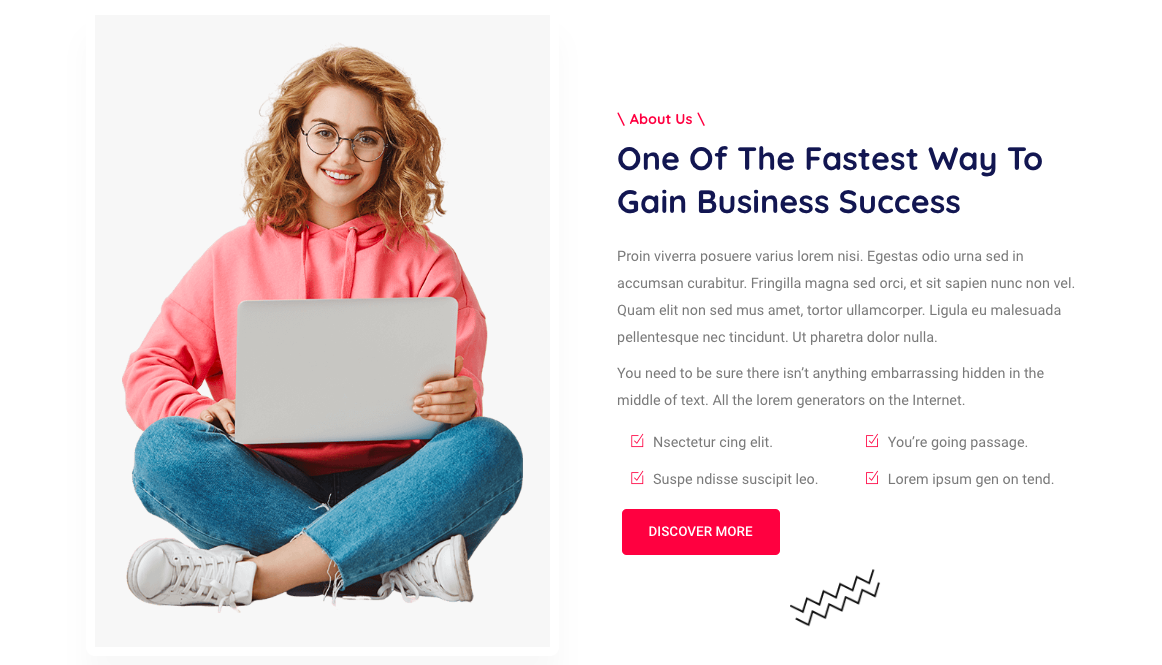 \ About Us \
One Of The Fastest Way To
Gain Business Success
Proin viverra posuere varius lorem nisi. Egestas odio urna sed in
accumsan curabitur. Fringilla magna sed orci, et sit sapien nunc non vel.
Quam elit non sed mus amet, tortor ullamcorper. Ligula eu malesuada
pellentesque nec tincidunt. Ut pharetra dolor nulla.
You need to be sure there isn’t anything embarrassing hidden in the
middle of text. All the lorem generators on the Internet.
Nsectetur cing elit.
You’re going passage.
Suspe ndisse suscipit leo.
Lorem ipsum gen on tend.
DISCOVER MORE